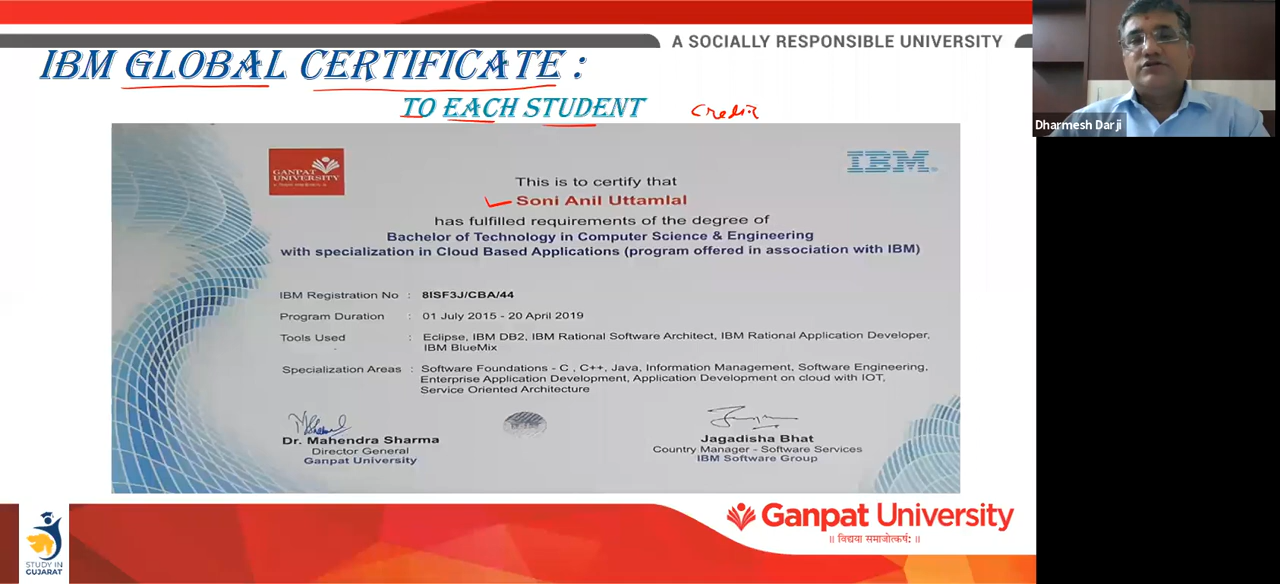 A SOCIALLY RESPONSIBLE UNIVERSITY
IBM GLOBAL CERTIFICATE :
TO EACH STUDENT
Credit
Dharmesh Darji
GANPAT
UNIVERSITY
IBM
This is to certify that
Soni Anil Uttamlal
has fulfilled requirements of the degree of
Bachelor of Technology in Computer Science & Engineering
with specialization in Cloud Based Applications (program offered in association with IBM)
IBM Registration No : 8ISF3J/CBA/44
Program Duration : 01 July 2015 - 20 April 2019
Tools Used : Eclipse, IBM DB2, IBM Rational Software Architect, IBM Rational Application Developer,
IBM BlueMix
Specialization Areas : Software Foundations - C , C++, Java, Information Management, Software Engineering,
Enterprise Application Development, Application Development on cloud with IOT,
Service Oriented Architecture
Dr. Mahendra Sharma
Director General
Ganpat University
Jagadisha Bhat
Country Manager - Software Services
IBM Software Group
STUDY IN
GUJARAT
Ganpat University
॥ विद्यया समाजोत्कर्षः ॥